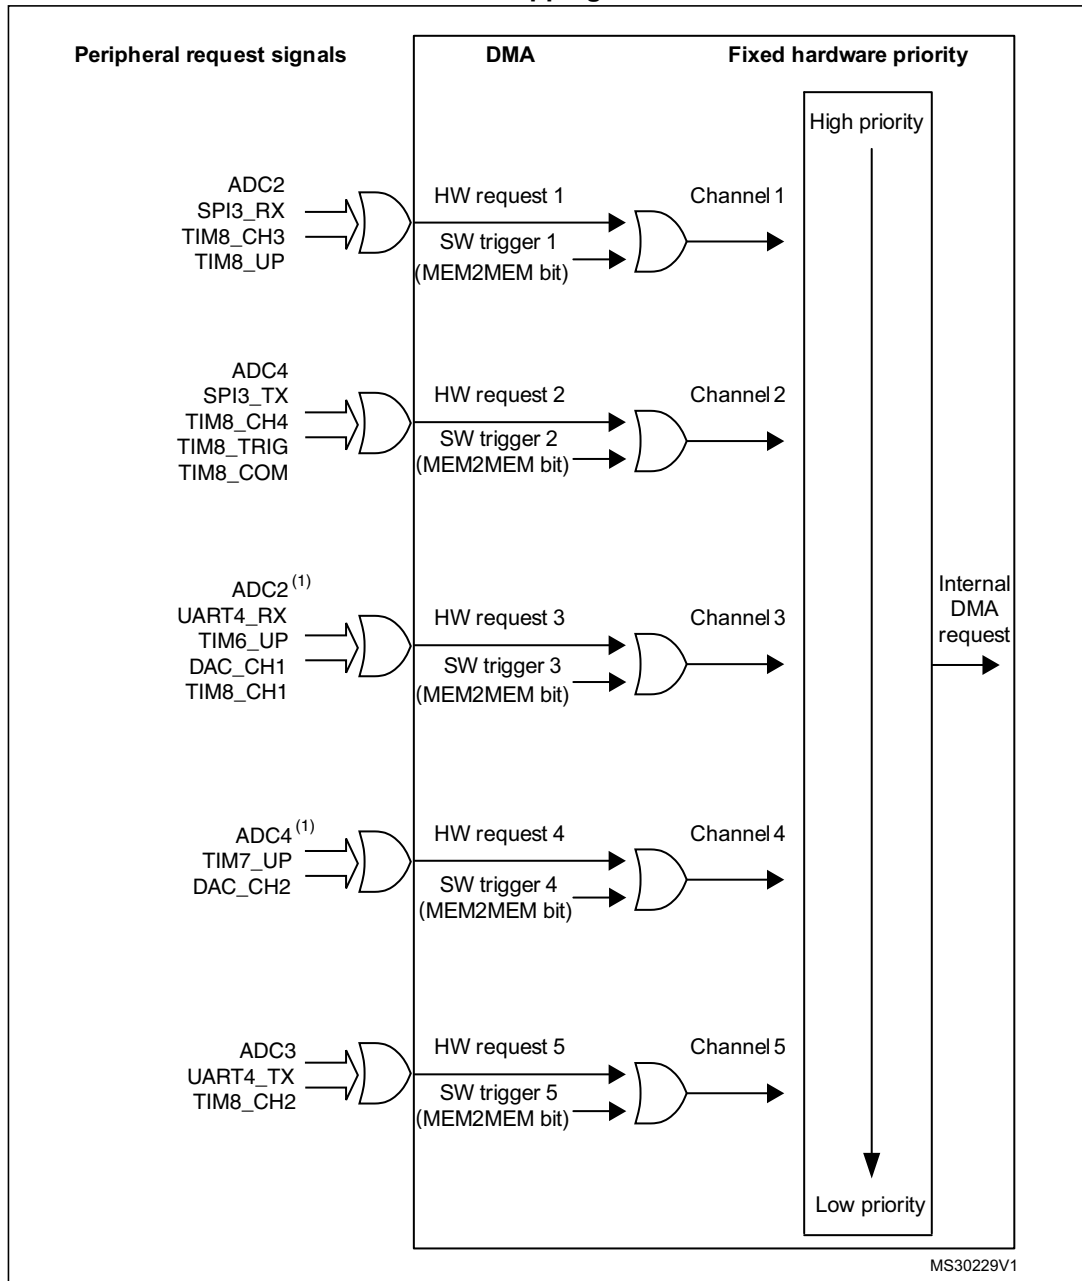 Peripheral request signals
DMA
Fixed hardware priority
High priority
ADC2
SPI3_RX
TIM8_CH3
TIM8_UP
HW request 1
SW trigger 1
(MEM2MEM bit)
Channel 1
ADC4
SPI3_TX
TIM8_CH4
TIM8_TRIG
TIM8_COM
HW request 2
SW trigger 2
(MEM2MEM bit)
Channel 2
ADC2 (1)
UART4_RX
TIM6_UP
DAC_CH1
TIM8_CH1
HW request 3
SW trigger 3
(MEM2MEM bit)
Channel 3
Internal
DMA
request
ADC4 (1)
TIM7_UP
DAC_CH2
HW request 4
SW trigger 4
(MEM2MEM bit)
Channel 4
ADC3
UART4_TX
TIM8_CH2
HW request 5
SW trigger 5
(MEM2MEM bit)
Channel 5
Low priority
MS30229V1